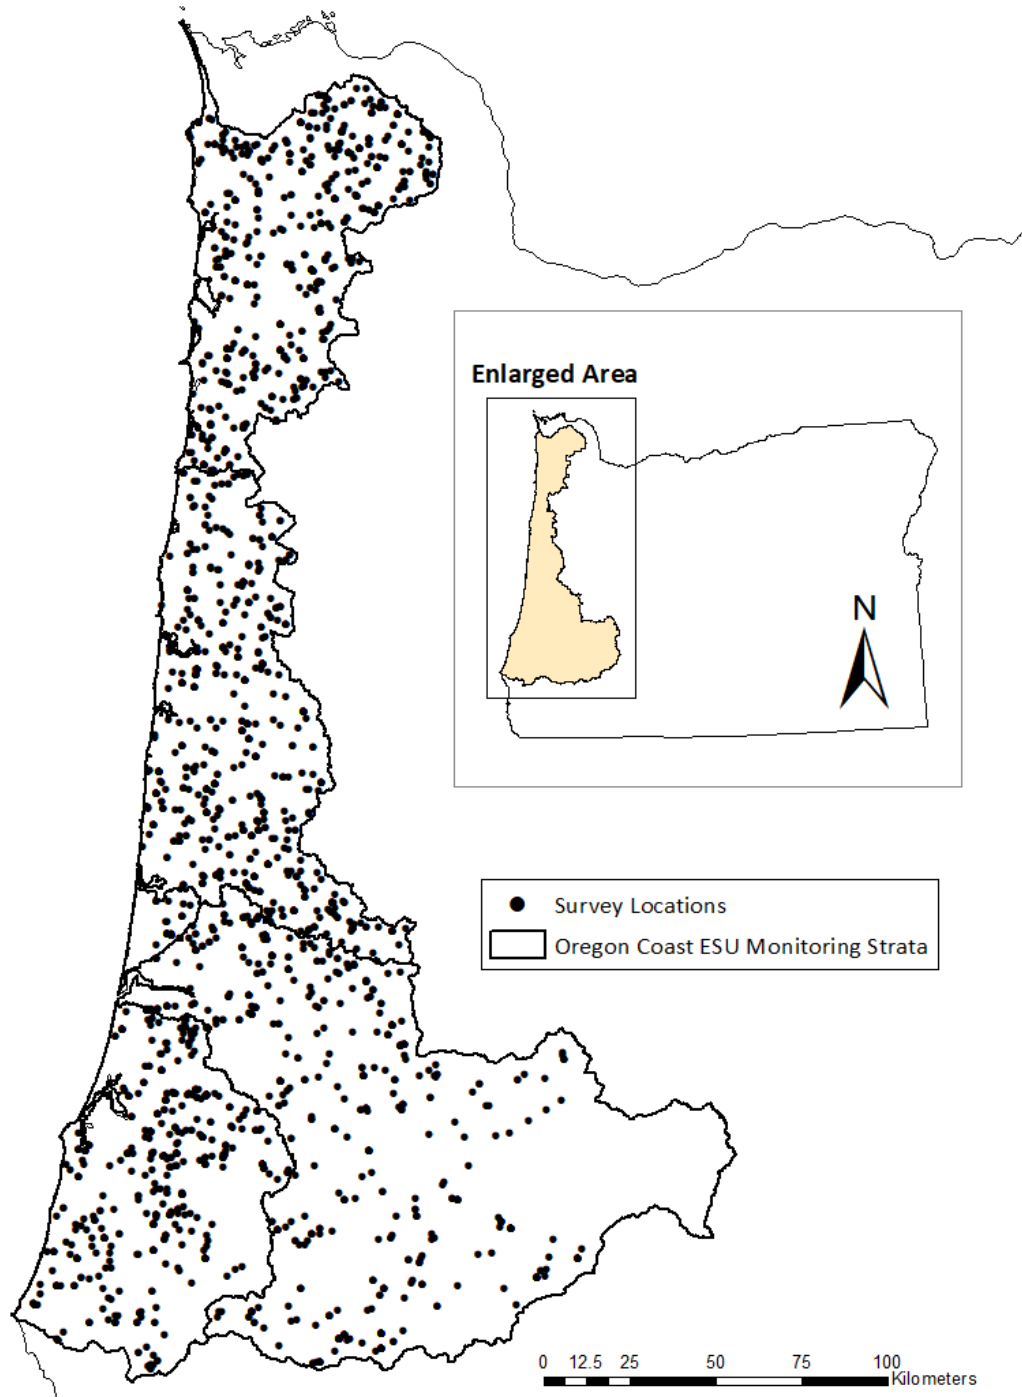 Enlarged Area
N
Survey Locations
Oregon Coast ESU Monitoring Strata
0 12.5 25 50 75 100
Kilometers